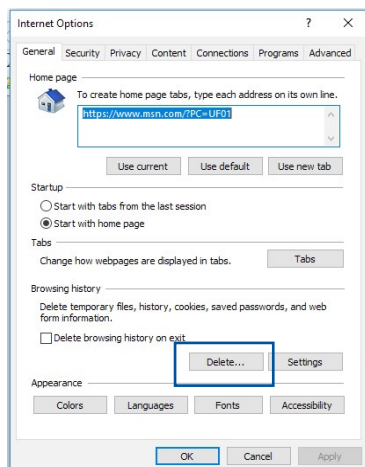 Internet Options ? X
General Security Privacy Content Connections Programs Advanced
Home page
To create home page tabs, type each address on its own line.
https://www.msn.com/?PC=UF01
Use current Use default Use new tab
Startup
Start with tabs from the last session
Start with home page
Tabs
Change how webpages are displayed in tabs. Tabs
Browsing history
Delete temporary files, history, cookies, saved passwords, and web
form information.
Delete browsing history on exit
Delete... Settings
Appearance
Colors Languages Fonts Accessibility
OK Cancel Apply